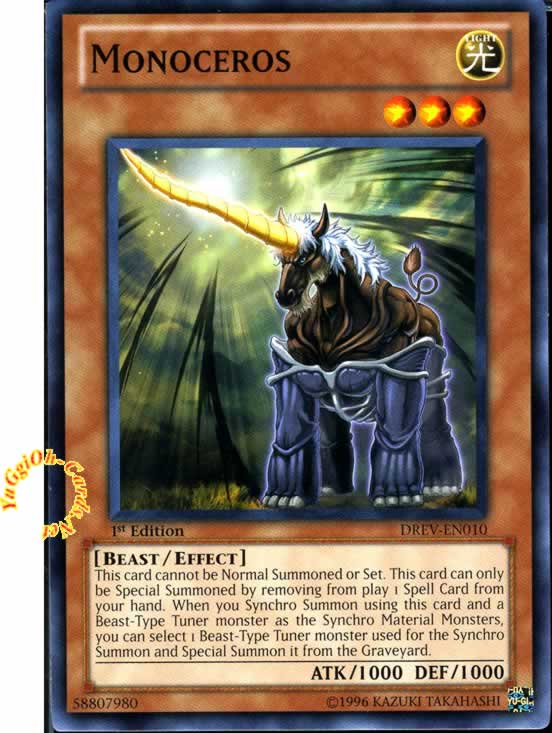 MONOCEROS
LIGHT
光
YuGgiOh-Cards.Net
1st Edition
DREV-EN010
[BEAST/EFFECT]
This card cannot be Normal Summoned or Set. This card can only
be Special Summoned by removing from play 1 Spell Card from
your hand. When you Synchro Summon using this card and a
Beast-Type Tuner monster as the Synchro Material Monsters,
you can select 1 Beast-Type Tuner monster used for the Synchro
Summon and Special Summon it from the Graveyard.
ATK/1000 DEF/1000
58807980
©1996 KAZUKI TAKAHASHI